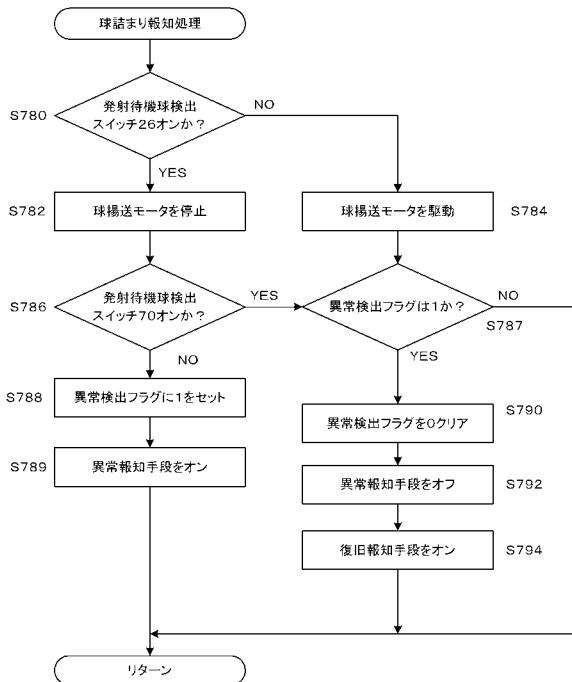 球詰まり報知処理
S780
発射待機球検出
スイッチ26オンか？
NO
YES
S782
球揚送モータを停止
球揚送モータを駆動
S784
S786
発射待機球検出
スイッチ70オンか？
YES
NO
異常検出フラグは1か？
NO
S787
YES
S788
異常検出フラグに1をセット
S789
異常報知手段をオン
異常検出フラグを0クリア
S790
異常報知手段をオフ
S792
復旧報知手段をオン
S794
リターン